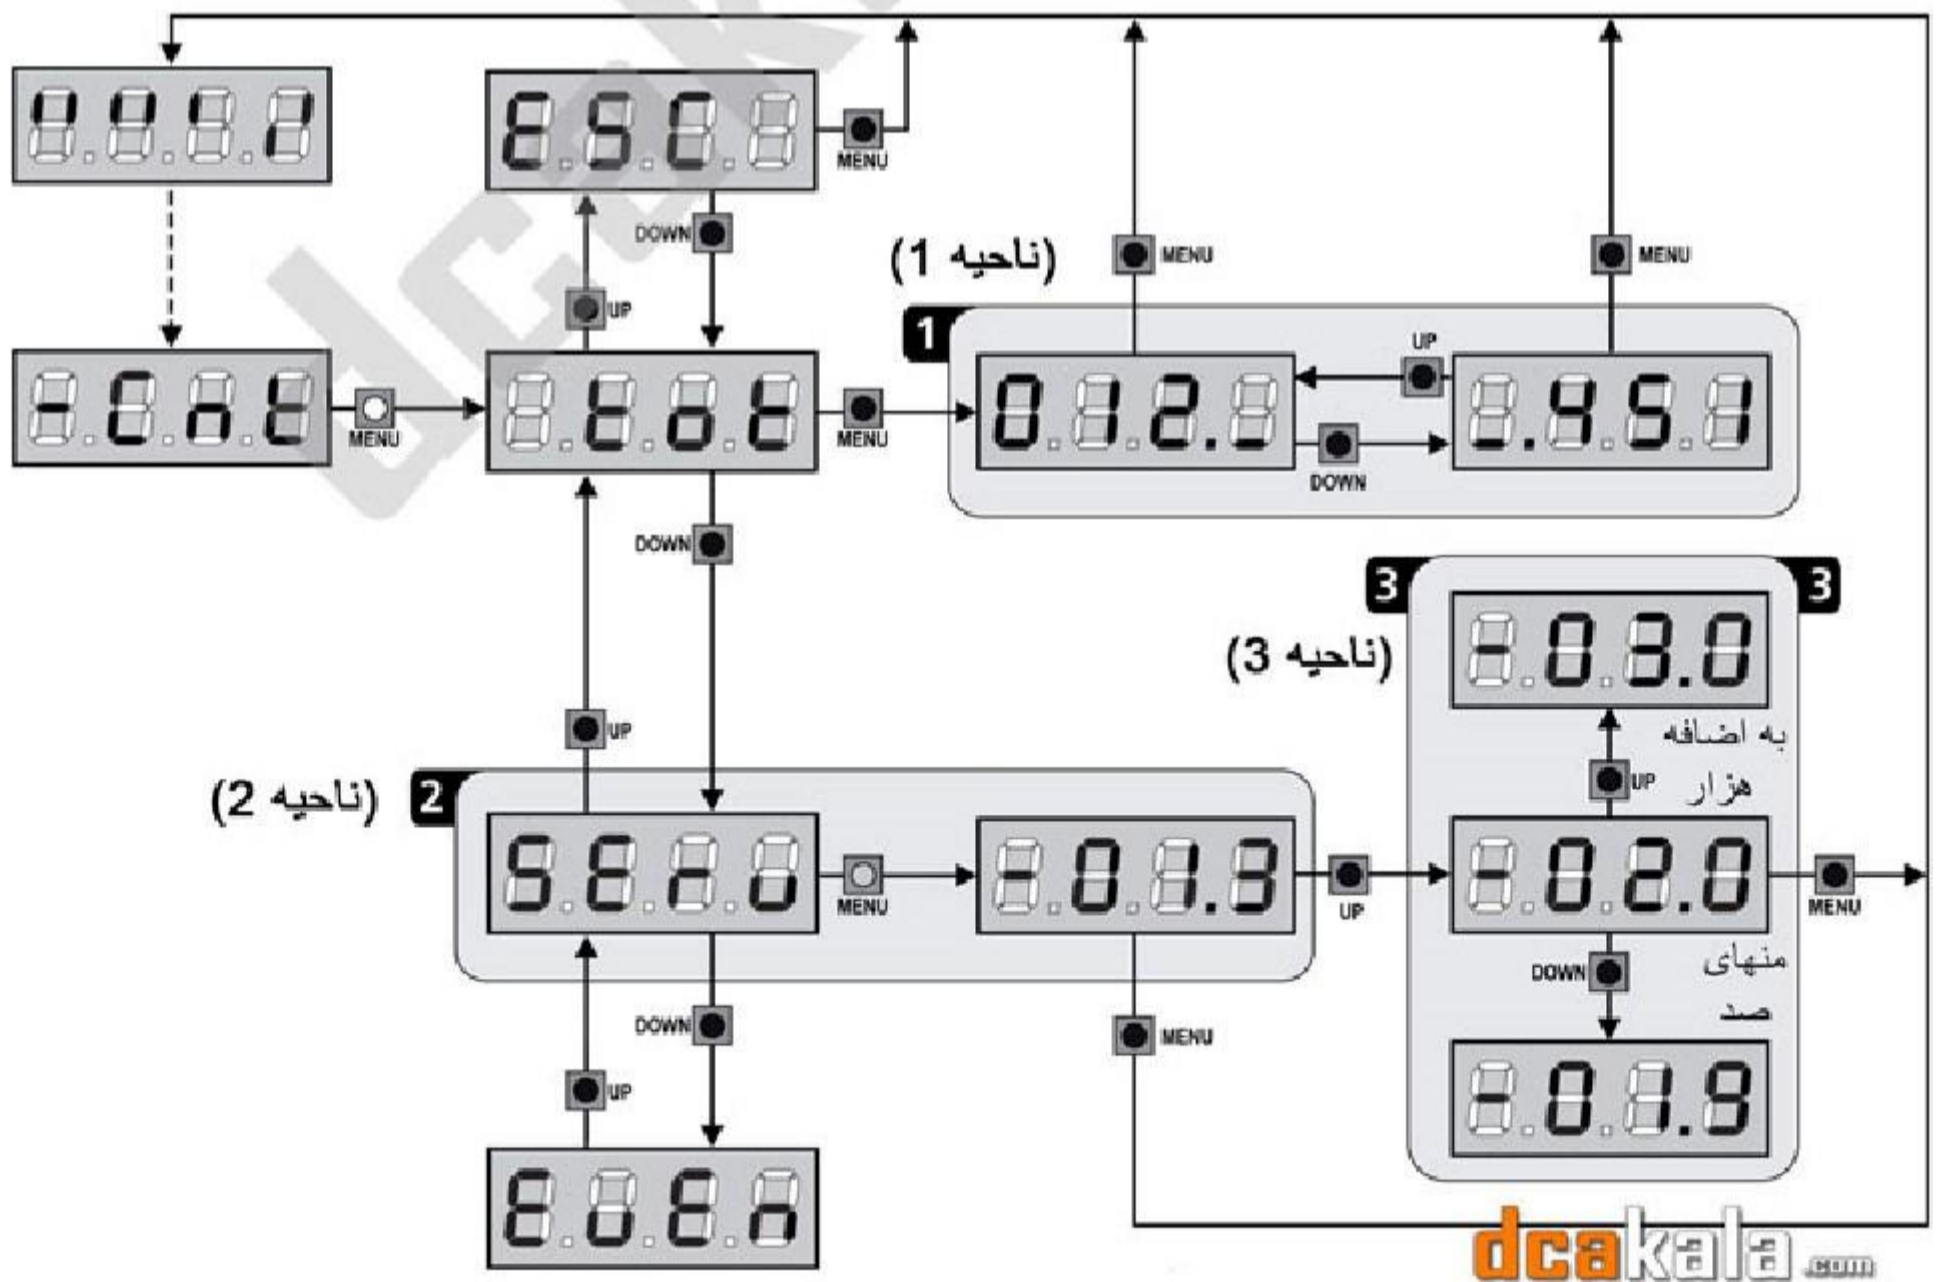 E.S.C.
MENU
DOWN
(ناحیه 1)
MENU
MENU
UP
1
UP
-Cnt
MENU
tot
MENU
012._
DOWN
_.451
DOWN
3
3
-03.0
(ناحیه 3)
UP
به اضافه
هزار
UP
(ناحیه 2)
2
SEru
MENU
-01.3
UP
-02.0
MENU
DOWN
منهای
صد
DOWN
MENU
UP
-01.9
EuEn
dcakala.com